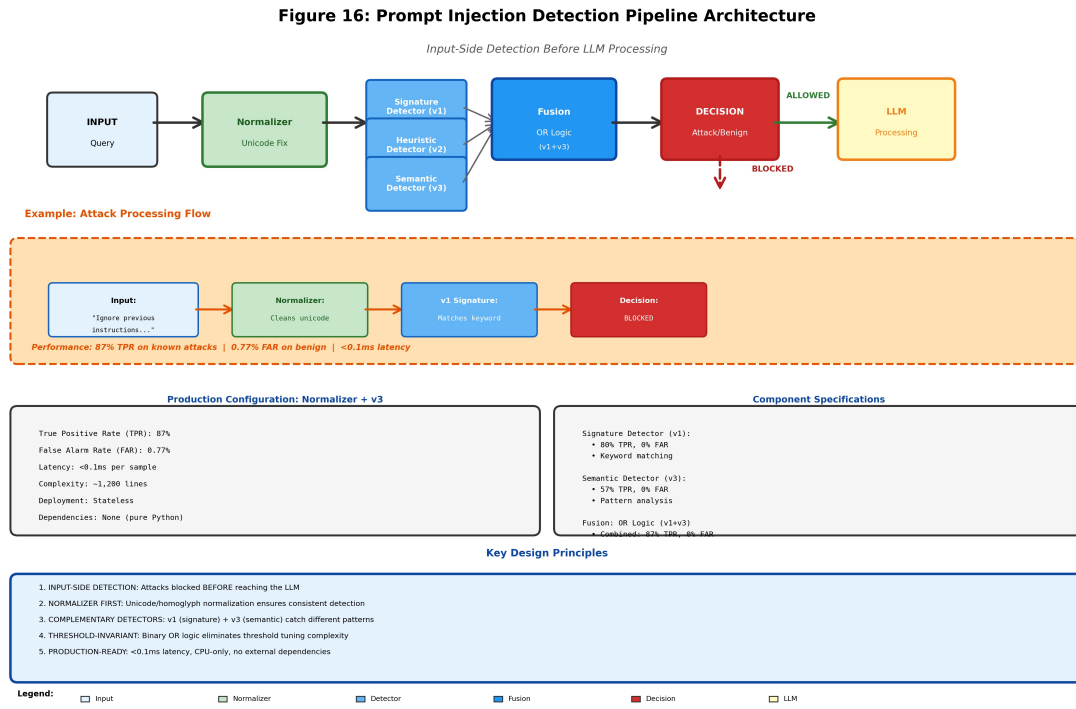 Figure 16: Prompt Injection Detection Pipeline Architecture
Input-Side Detection Before LLM Processing
INPUT
Query
Normalizer
Unicode Fix
Signature
Detector (v1)
Heuristic
Detector (v2)
Semantic
Detector (v3)
Fusion
OR Logic
(v1+v3)
DECISION
Attack/Benign
ALLOWED
BLOCKED
LLM
Processing
Example: Attack Processing Flow
Input:
"Ignore previous
instructions..."
Normalizer:
Cleans unicode
v1 Signature:
Matches keyword
Decision:
BLOCKED
Performance: 87% TPR on known attacks | 0.77% FAR on benign | <0.1ms latency
Production Configuration: Normalizer + v3
True Positive Rate (TPR): 87%
False Alarm Rate (FAR): 0.77%
Latency: <0.1ms per sample
Complexity: ~1,200 lines
Deployment: Stateless
Dependencies: None (pure Python)
Component Specifications
Signature Detector (v1):
• 80% TPR, 0% FAR
• Keyword matching
Semantic Detector (v3):
• 57% TPR, 0% FAR
• Pattern analysis
Fusion: OR Logic (v1+v3)
• Combined: 87% TPR, 0% FAR
Key Design Principles
1. INPUT-SIDE DETECTION: Attacks blocked BEFORE reaching the LLM
2. NORMALIZER FIRST: Unicode/homoglyph normalization ensures consistent detection
3. COMPLEMENTARY DETECTORS: v1 (signature) + v3 (semantic) catch different patterns
4. THRESHOLD-INVARIANT: Binary OR logic eliminates threshold tuning complexity
5. PRODUCTION-READY: <0.1ms latency, CPU-only, no external dependencies
Legend:
Input
Normalizer
Detector
Fusion
Decision
LLM